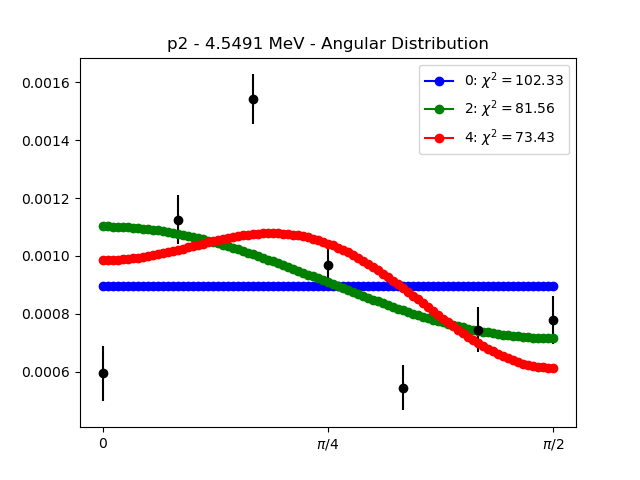 p2 - 4.5491 MeV - Angular Distribution
0: χ² = 102.33
2: χ² = 81.56
4: χ² = 73.43
0.0016
0.0014
0.0012
0.0010
0.0008
0.0006
0
π/4
π/2